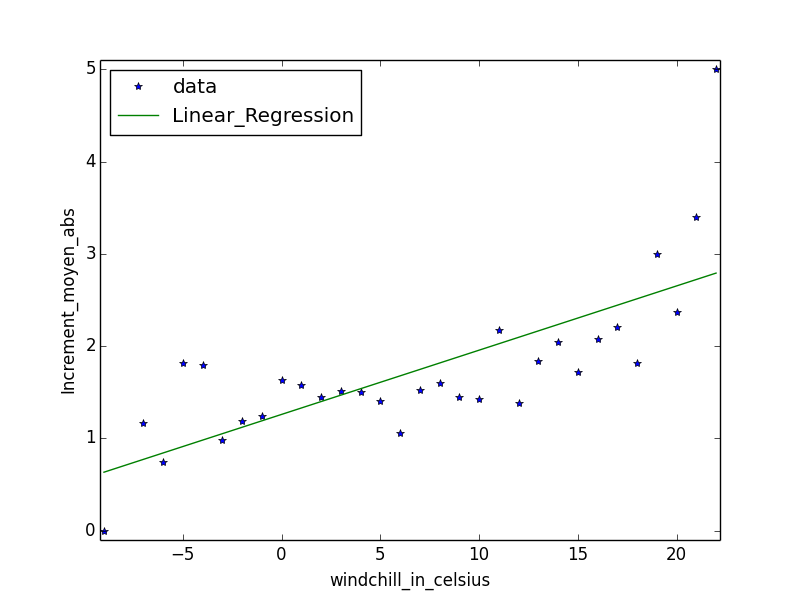 data
Linear_Regression
5
4
3
2
1
0
Increment_moyen_abs
−5 0 5 10 15 20
windchill_in_celsius